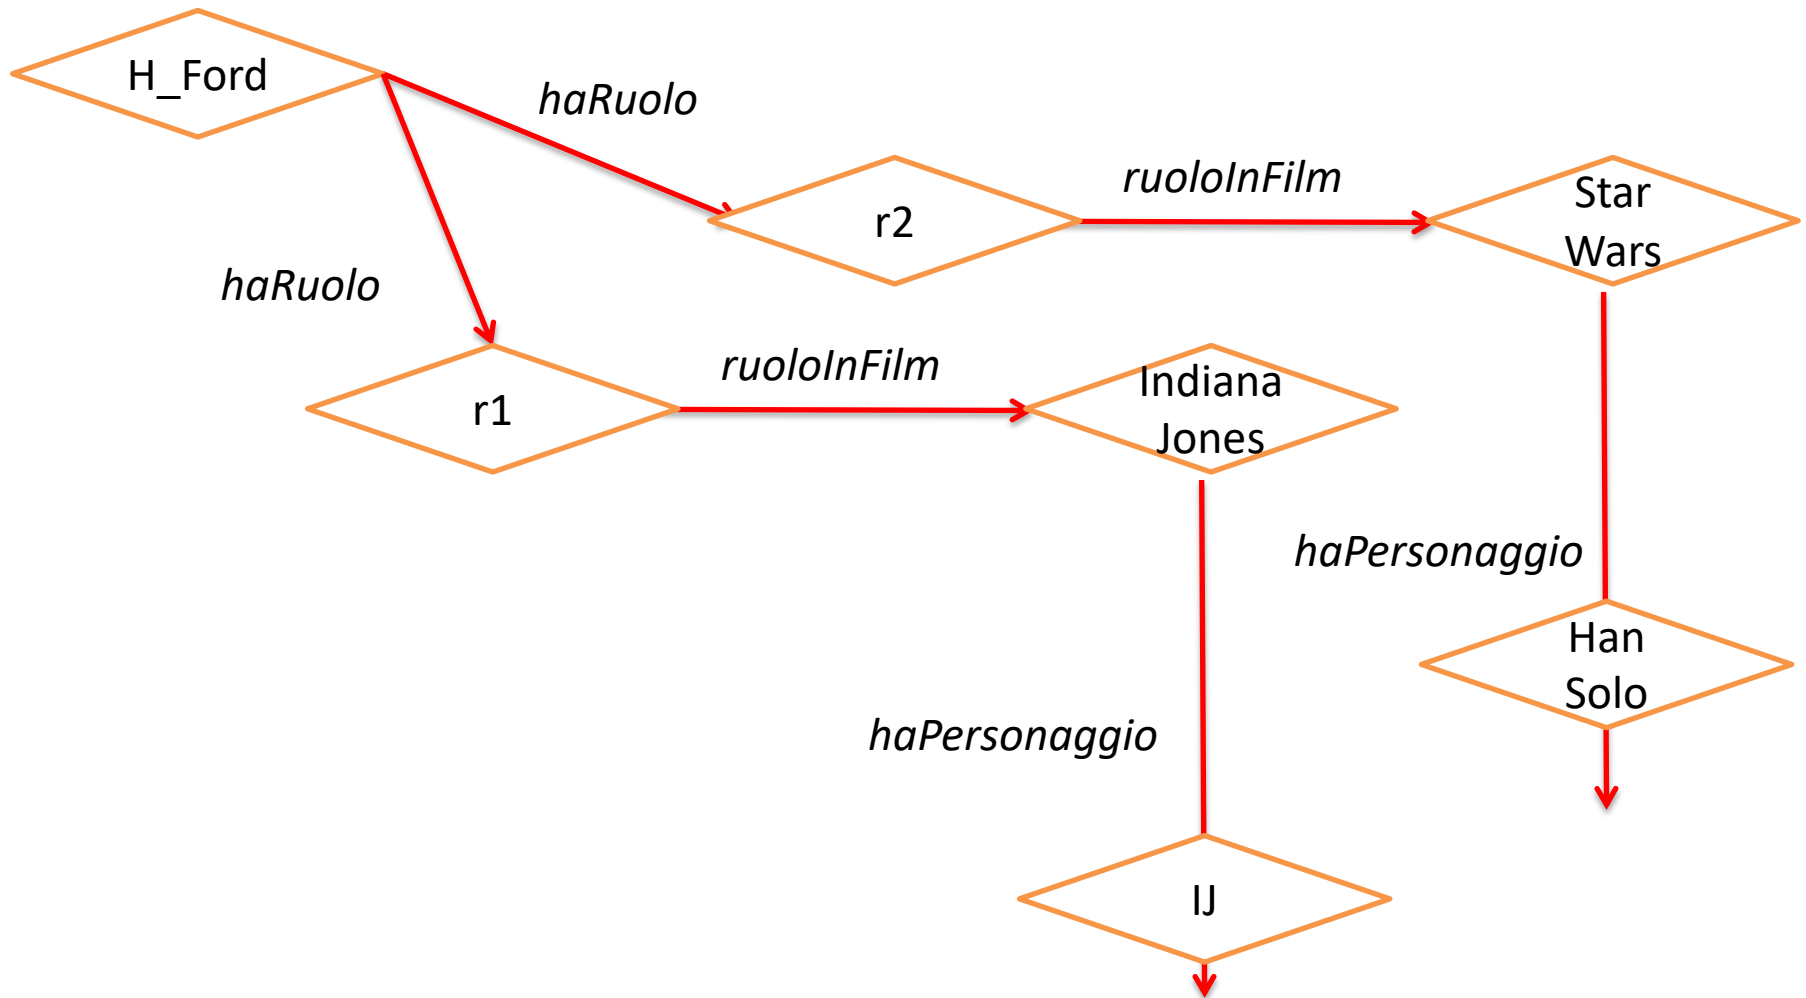 H_Ford
haRuolo
ruoloInFilm
Star
Wars
r2
haRuolo
ruoloInFilm
Indiana
Jones
r1
haPersonaggio
Han
Solo
haPersonaggio
IJ